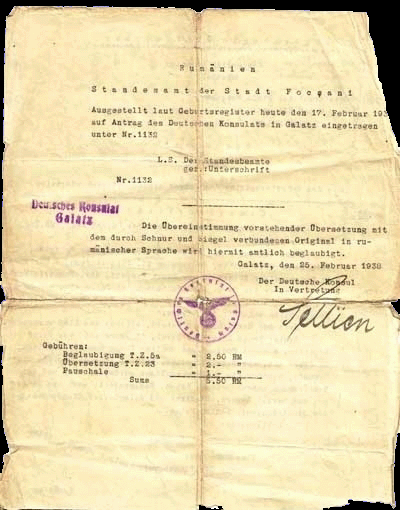 Rumänien
Standesamt der Stadt Focşani
Ausgestellt laut Geburtsregister heute den 17. Februar 193
auf Antrag des Deutschen Konsulats in Galatz eingetragen
unter Nr.1132
L.S. Der Standesbeamte
gez.:Unterschrift
Nr.1132
Deutsches Konsulat
Galatz
Die Übereinstimmung vorstehender Übersetzung mit
dem durch Schnur und Siegel verbundenen Original in ru-
mänischer Sprache wird hiermit amtlich beglaubigt.
Galatz, den 25. Februar 1938
Der Deutsche Konsul
In Vertretung
Gebühren:
Beglaubigung T.Z.5a " 2.50 RM
Übersetzung T.Z.23 " 2.- "
Pauschale " 1.- "
Sume 5.50 RM